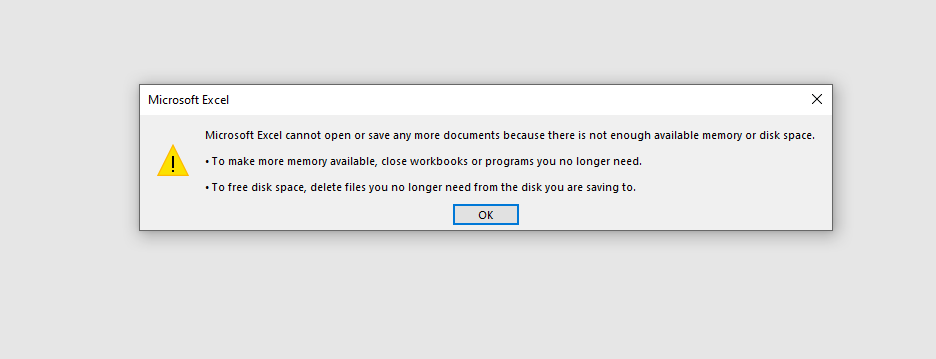 Microsoft Excel
Microsoft Excel cannot open or save any more documents because there is not enough available memory or disk space.
• To make more memory available, close workbooks or programs you no longer need.
• To free disk space, delete files you no longer need from the disk you are saving to.
OK